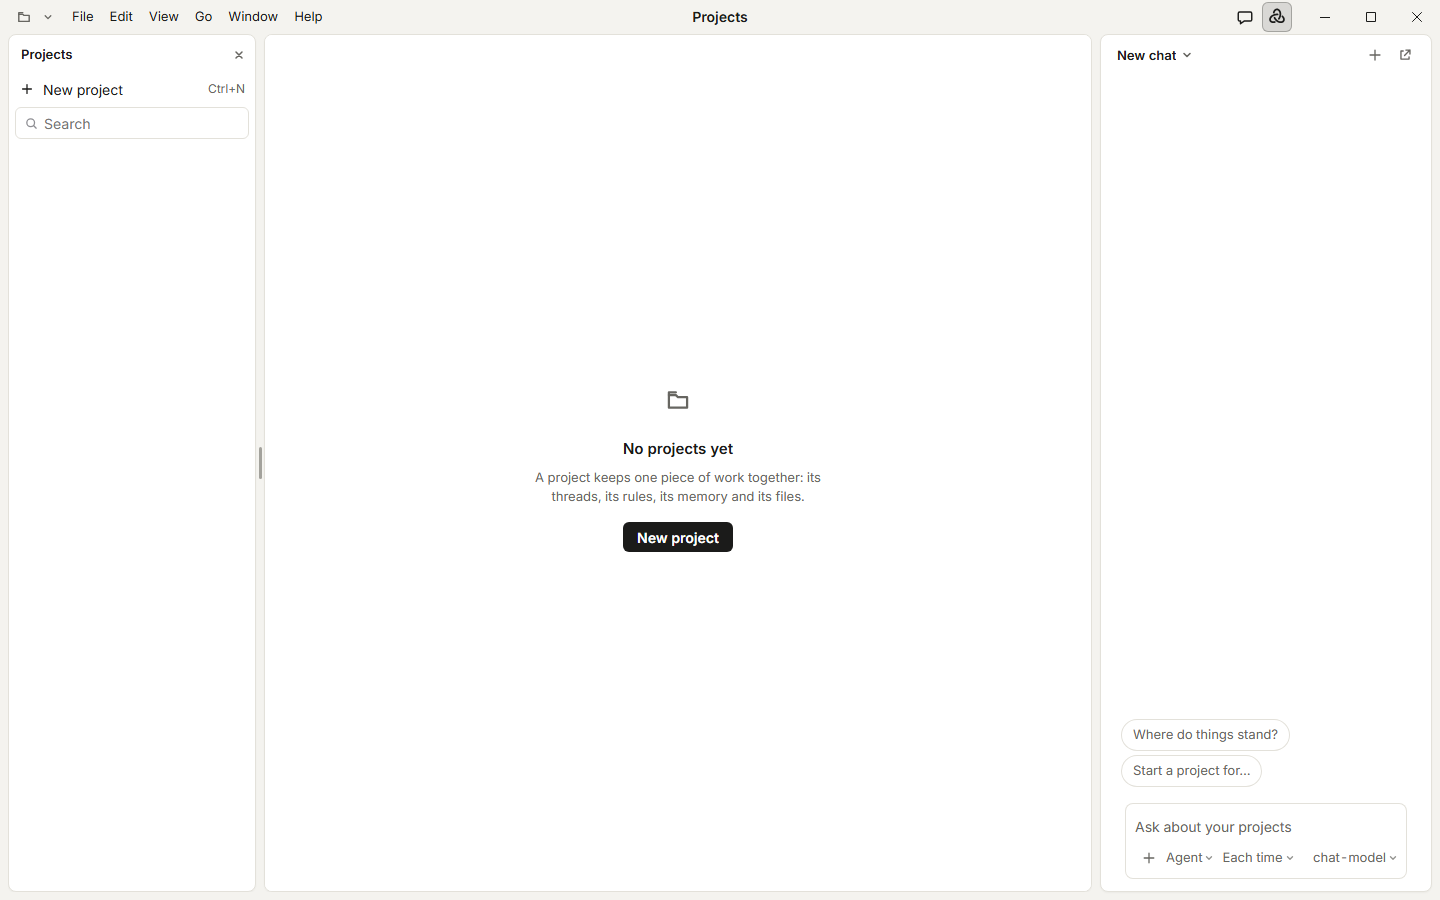 File Edit View Go Window Help
Projects
Projects
New project Ctrl+N
Search
No projects yet
A project keeps one piece of work together: its
threads, its rules, its memory and its files.
New project
New chat
Where do things stand?
Start a project for...
Ask about your projects
Agent Each time chat-model